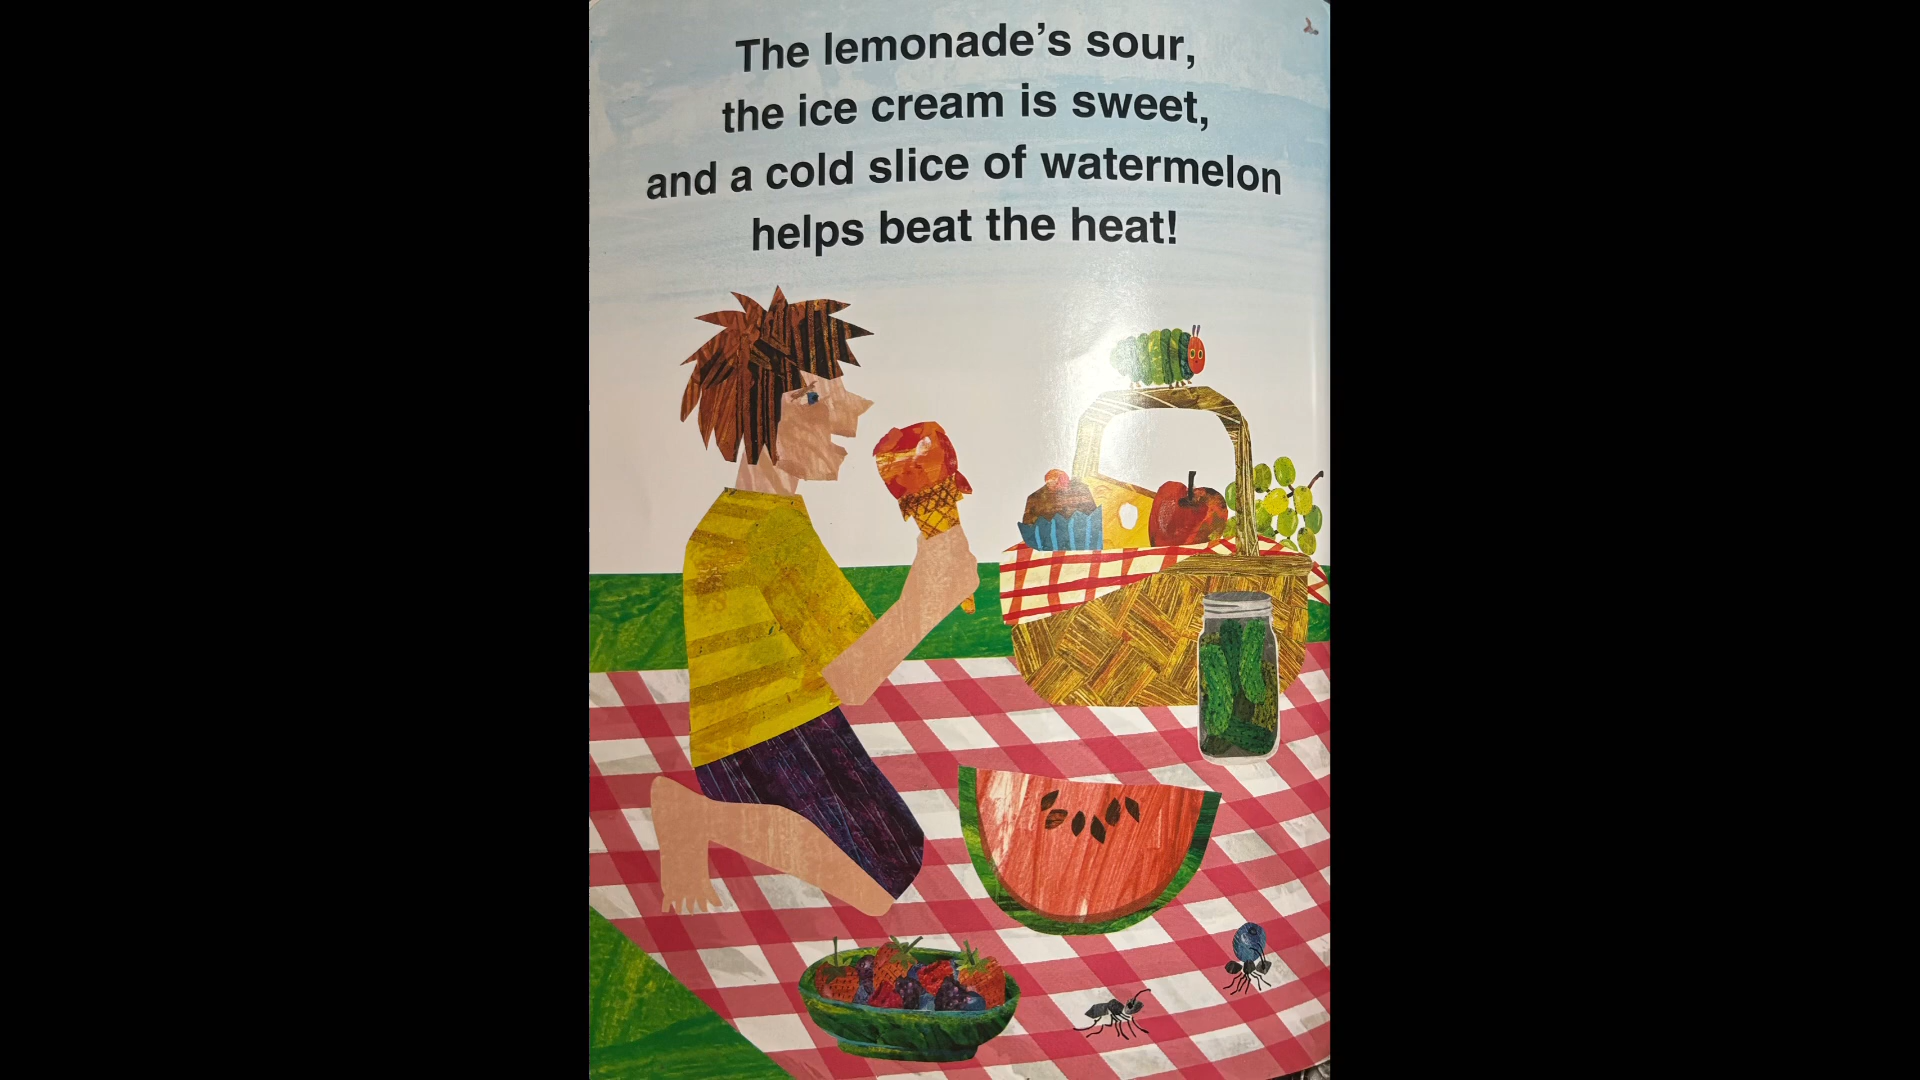 The lemonade’s sour,
the ice cream is sweet,
and a cold slice of watermelon
helps beat the heat!